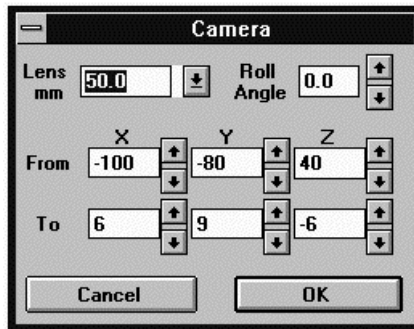 Camera
Lens mm 50.0 Roll Angle 0.0
X Y Z
From -100 -80 40
To 6 9 -6
Cancel OK